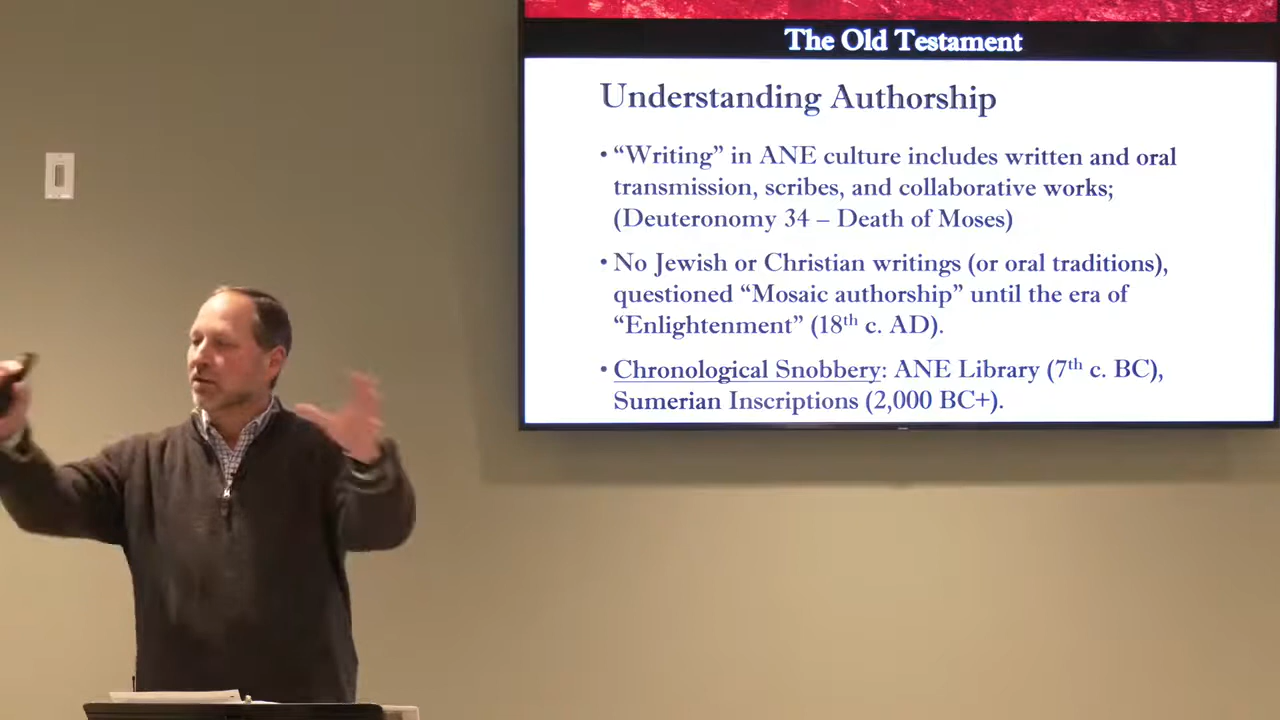 The Old Testament
Understanding Authorship
• “Writing” in ANE culture includes written and oral
transmission, scribes, and collaborative works;
(Deuteronomy 34 – Death of Moses)
• No Jewish or Christian writings (or oral traditions),
questioned “Mosaic authorship” until the era of
“Enlightenment” (18th c. AD).
• Chronological Snobbery: ANE Library (7th c. BC),
Sumerian Inscriptions (2,000 BC+).